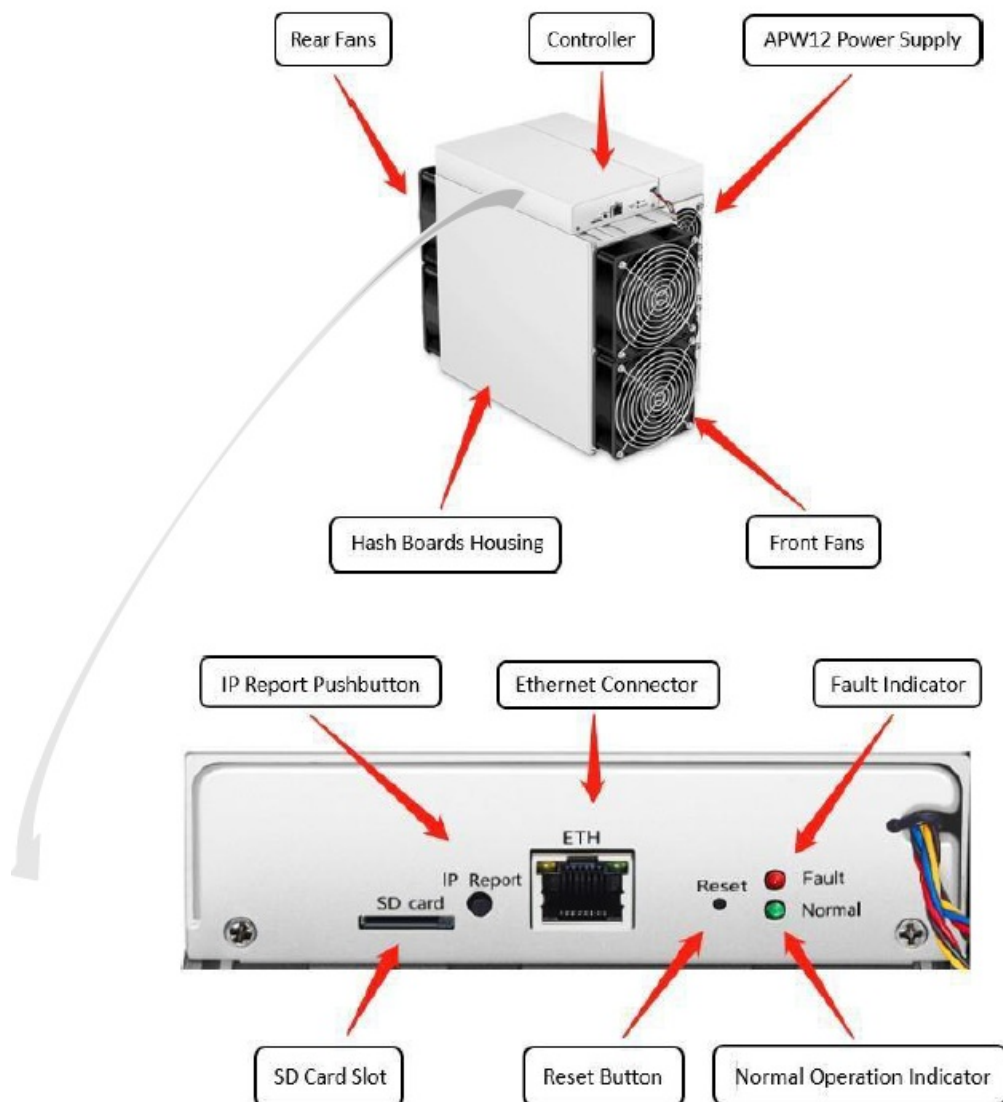 Rear Fans
Controller
APW12 Power Supply
Hash Boards Housing
Front Fans
IP Report Pushbutton
Ethernet Connector
Fault Indicator
ETH
IP Report
SD card
Reset
Fault
Normal
SD Card Slot
Reset Button
Normal Operation Indicator